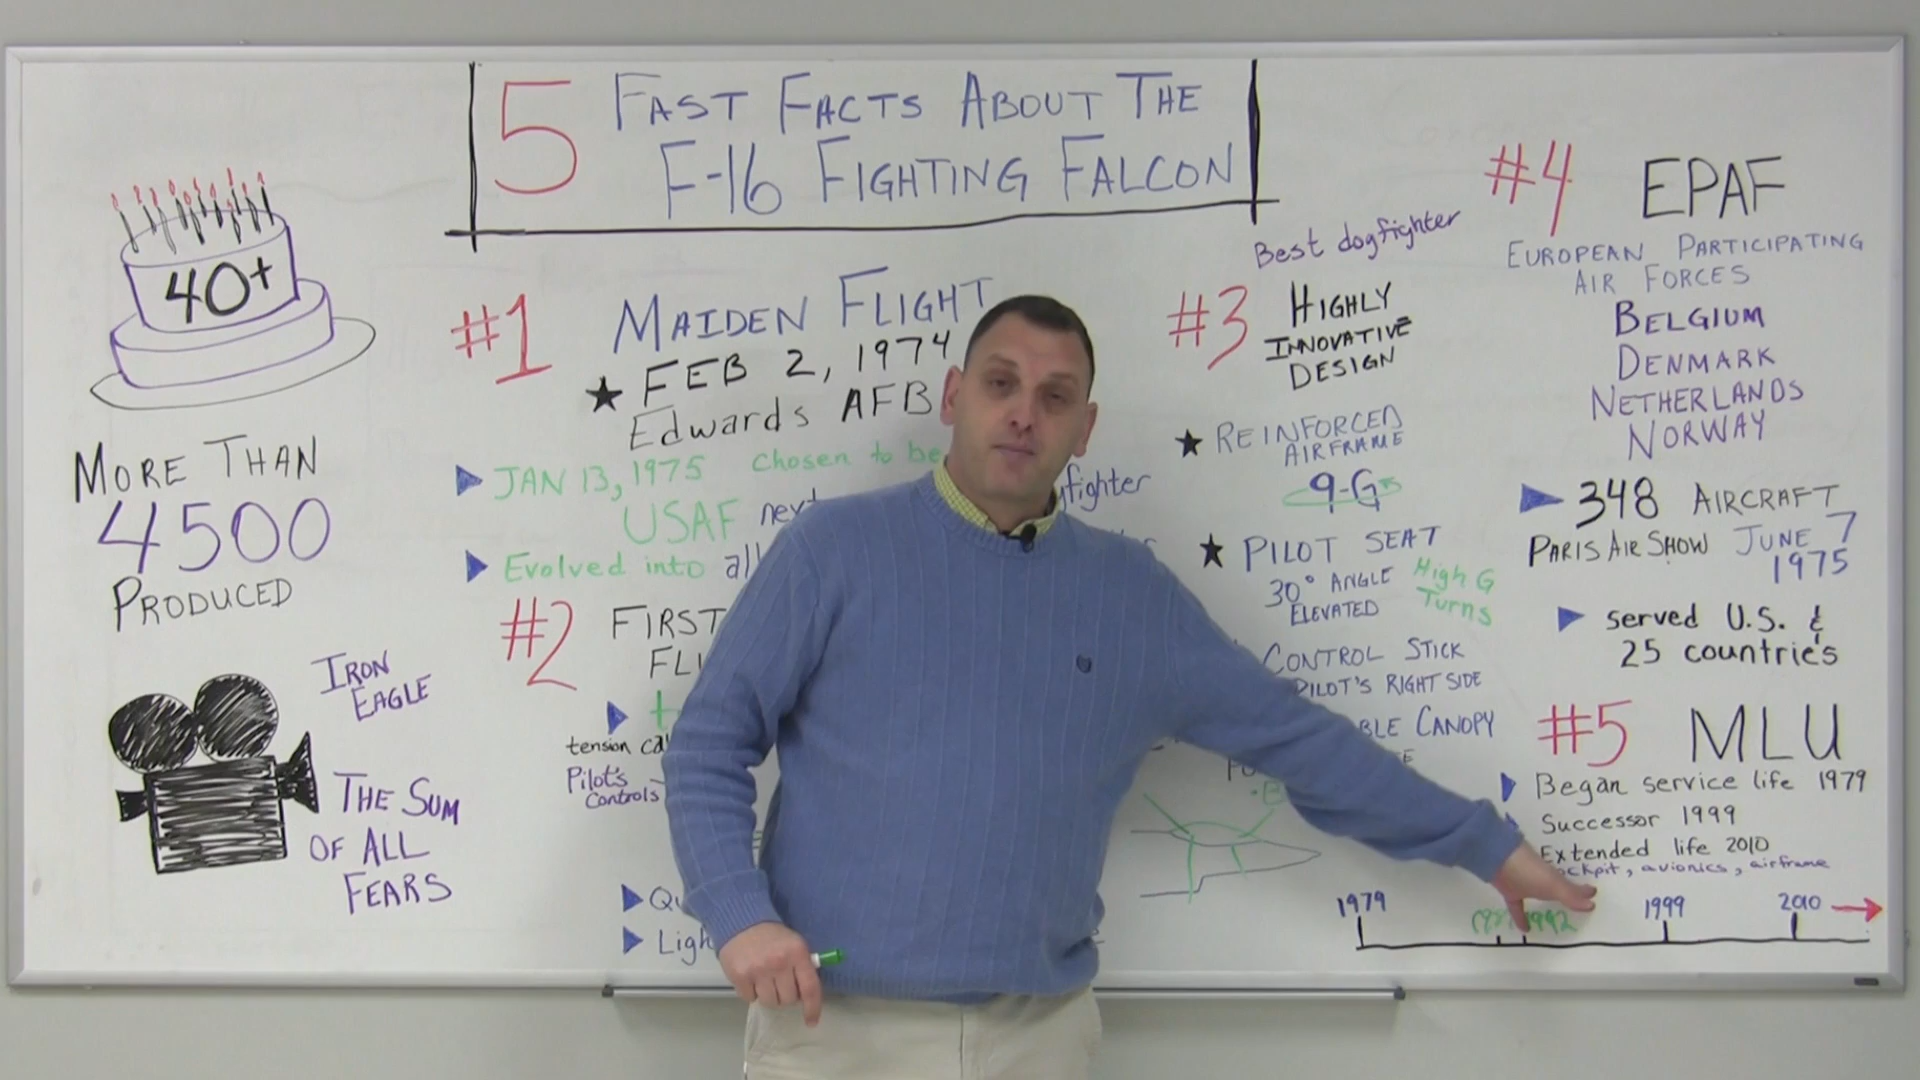 5 FAST FACTS ABOUT THE
F-16 FIGHTING FALCON
40+
MORE THAN
4500
PRODUCED
IRON
EAGLE
THE SUM
OF ALL
FEARS
#1 MAIDEN FLIGHT
FEB 2, 1974
Edwards AFB
JAN 13, 1975 chosen to be
USAF next
fighter
Evolved into all
#2 FIRST
tension
Pilot's
Controls
Best dogfighter
#3 HIGHLY
INNOVATIVE
DESIGN
REINFORCED
AIRFRAME
9-Gs
PILOT SEAT
30° ANGLE
ELEVATED
High G
Turns
CONTROL STICK
PILOT'S RIGHT SIDE
CANOPY
#4 EPAF
EUROPEAN PARTICIPATING
AIR FORCES
BELGIUM
DENMARK
NETHERLANDS
NORWAY
348 AIRCRAFT
PARIS AIR SHOW JUNE 7
1975
served U.S. &
25 countries
#5 MLU
Began service life 1979
Successor 1999
Extended life 2010
avionics, airframe
1979 1992 1999 2010